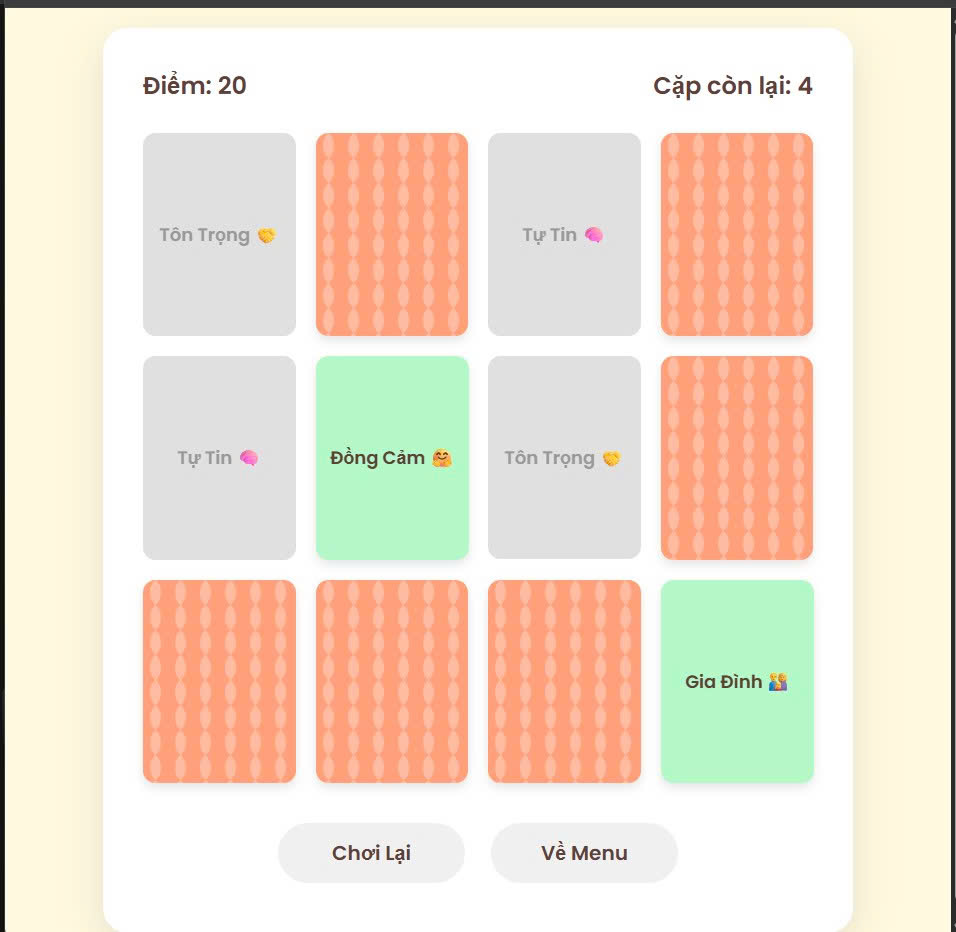 Điểm: 20
Cặp còn lại: 4
Tôn Trọng 🤝
Tự Tin 🧠
Tự Tin 🧠
Đồng Cảm 🤗
Tôn Trọng 🤝
Gia Đình 👨‍👩‍👧
Chơi Lại
Về Menu